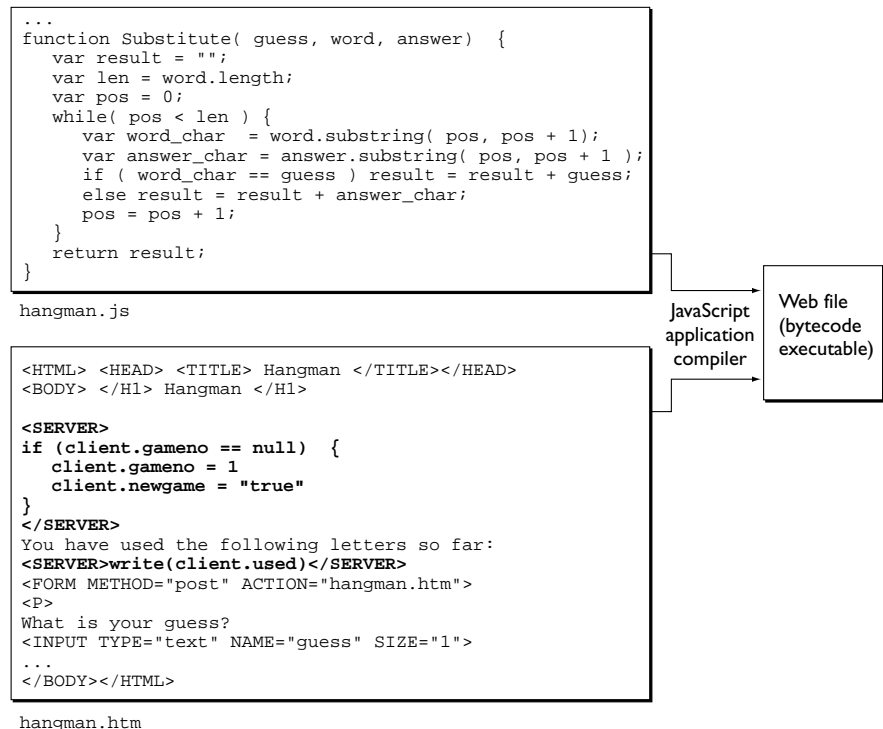 ...
function Substitute( guess, word, answer)  {
   var result = "";
   var len = word.length;
   var pos = 0;
   while( pos < len ) {
      var word_char  = word.substring( pos, pos + 1);
      var answer_char = answer.substring( pos, pos + 1 );
      if ( word_char == guess ) result = result + guess;
      else result = result + answer_char;
      pos = pos + 1;
   }
   return result;
}
hangman.js
<HTML> <HEAD> <TITLE> Hangman </TITLE></HEAD>
<BODY> </H1> Hangman </H1>
<SERVER>
if (client.gameno == null)  {
   client.gameno = 1
   client.newgame = "true"
}
</SERVER>
You have used the following letters so far:
<SERVER>write(client.used)</SERVER>
<FORM METHOD="post" ACTION="hangman.htm">
<P>
What is your guess?
<INPUT TYPE="text" NAME="guess" SIZE="1">
...
</BODY></HTML>
hangman.htm
JavaScript
application
compiler
Web file
(bytecode
executable)